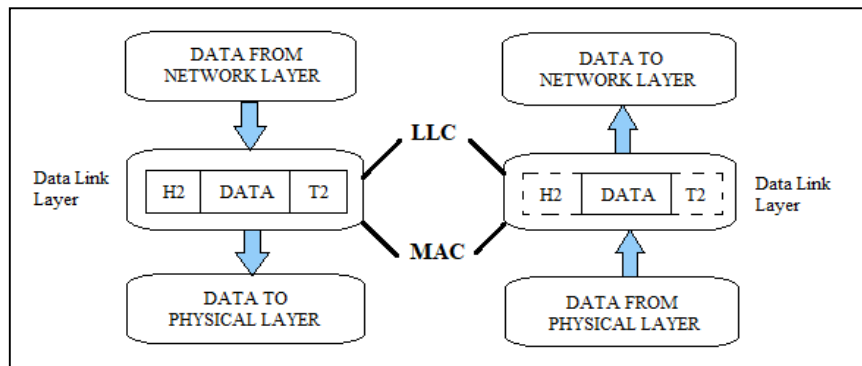 DATA FROM
NETWORK LAYER
DATA TO
NETWORK LAYER
LLC
Data Link
Layer
H2 DATA T2
H2 DATA T2
Data Link
Layer
MAC
DATA TO
PHYSICAL LAYER
DATA FROM
PHYSICAL LAYER